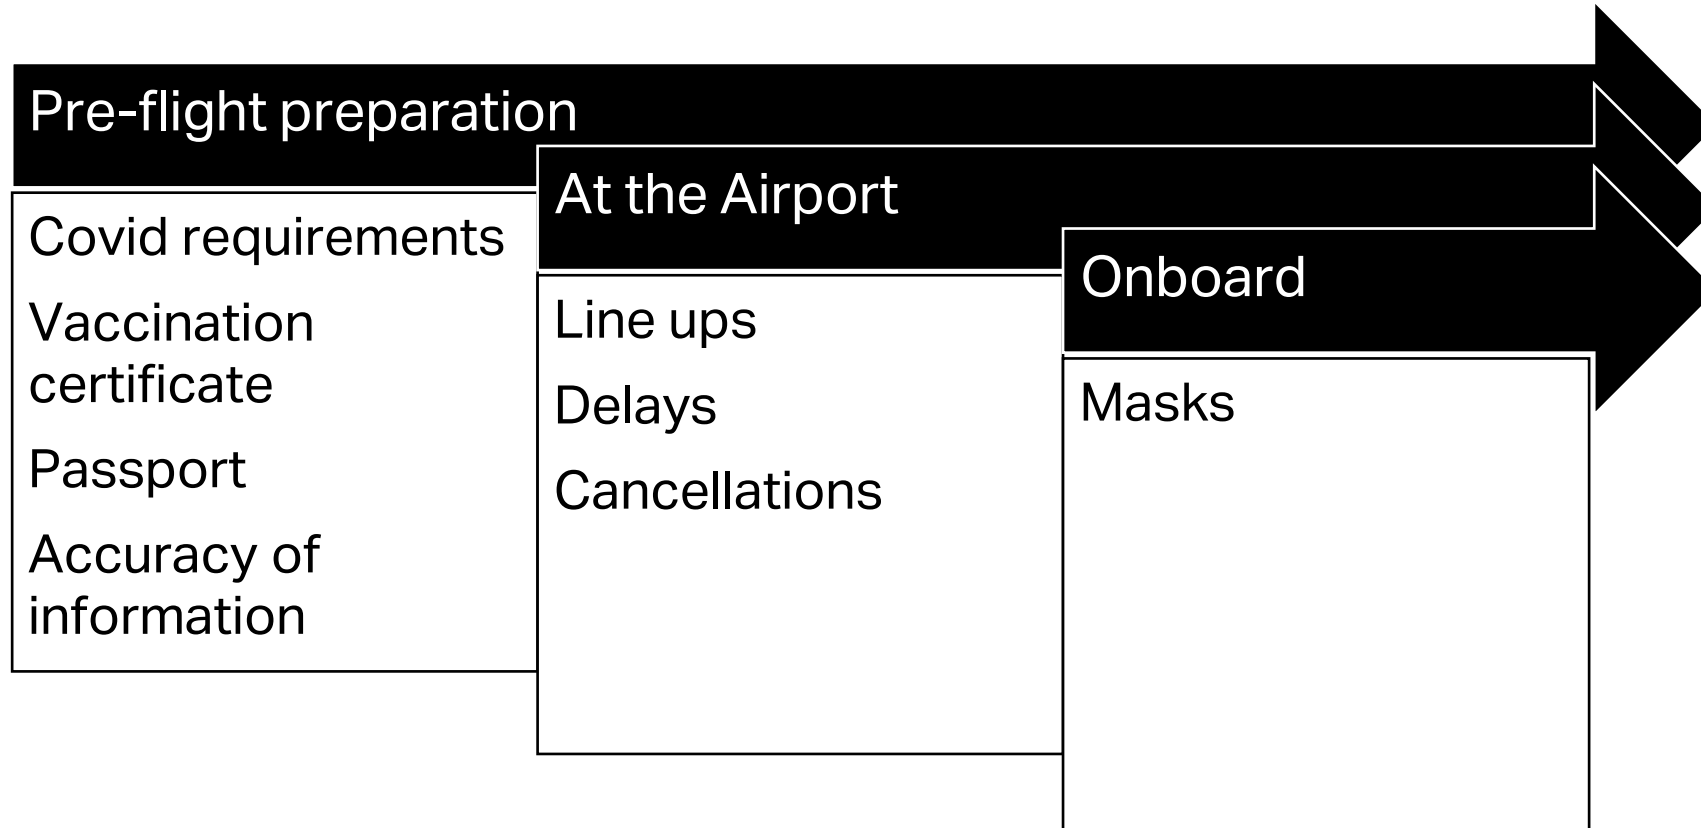 Pre-flight preparation
Covid requirements
Vaccination
certificate
Passport
Accuracy of
information
At the Airport
Line ups
Delays
Cancellations
Onboard
Masks